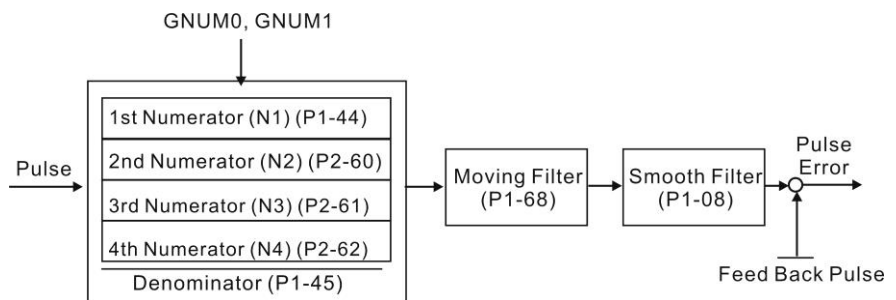 GNUM0, GNUM1
1st Numerator (N1) (P1-44)
2nd Numerator (N2) (P2-60)
3rd Numerator (N3) (P2-61)
4th Numerator (N4) (P2-62)
Denominator (P1-45)
Pulse
Moving Filter
(P1-68)
Smooth Filter
(P1-08)
Pulse
Error
Feed Back Pulse